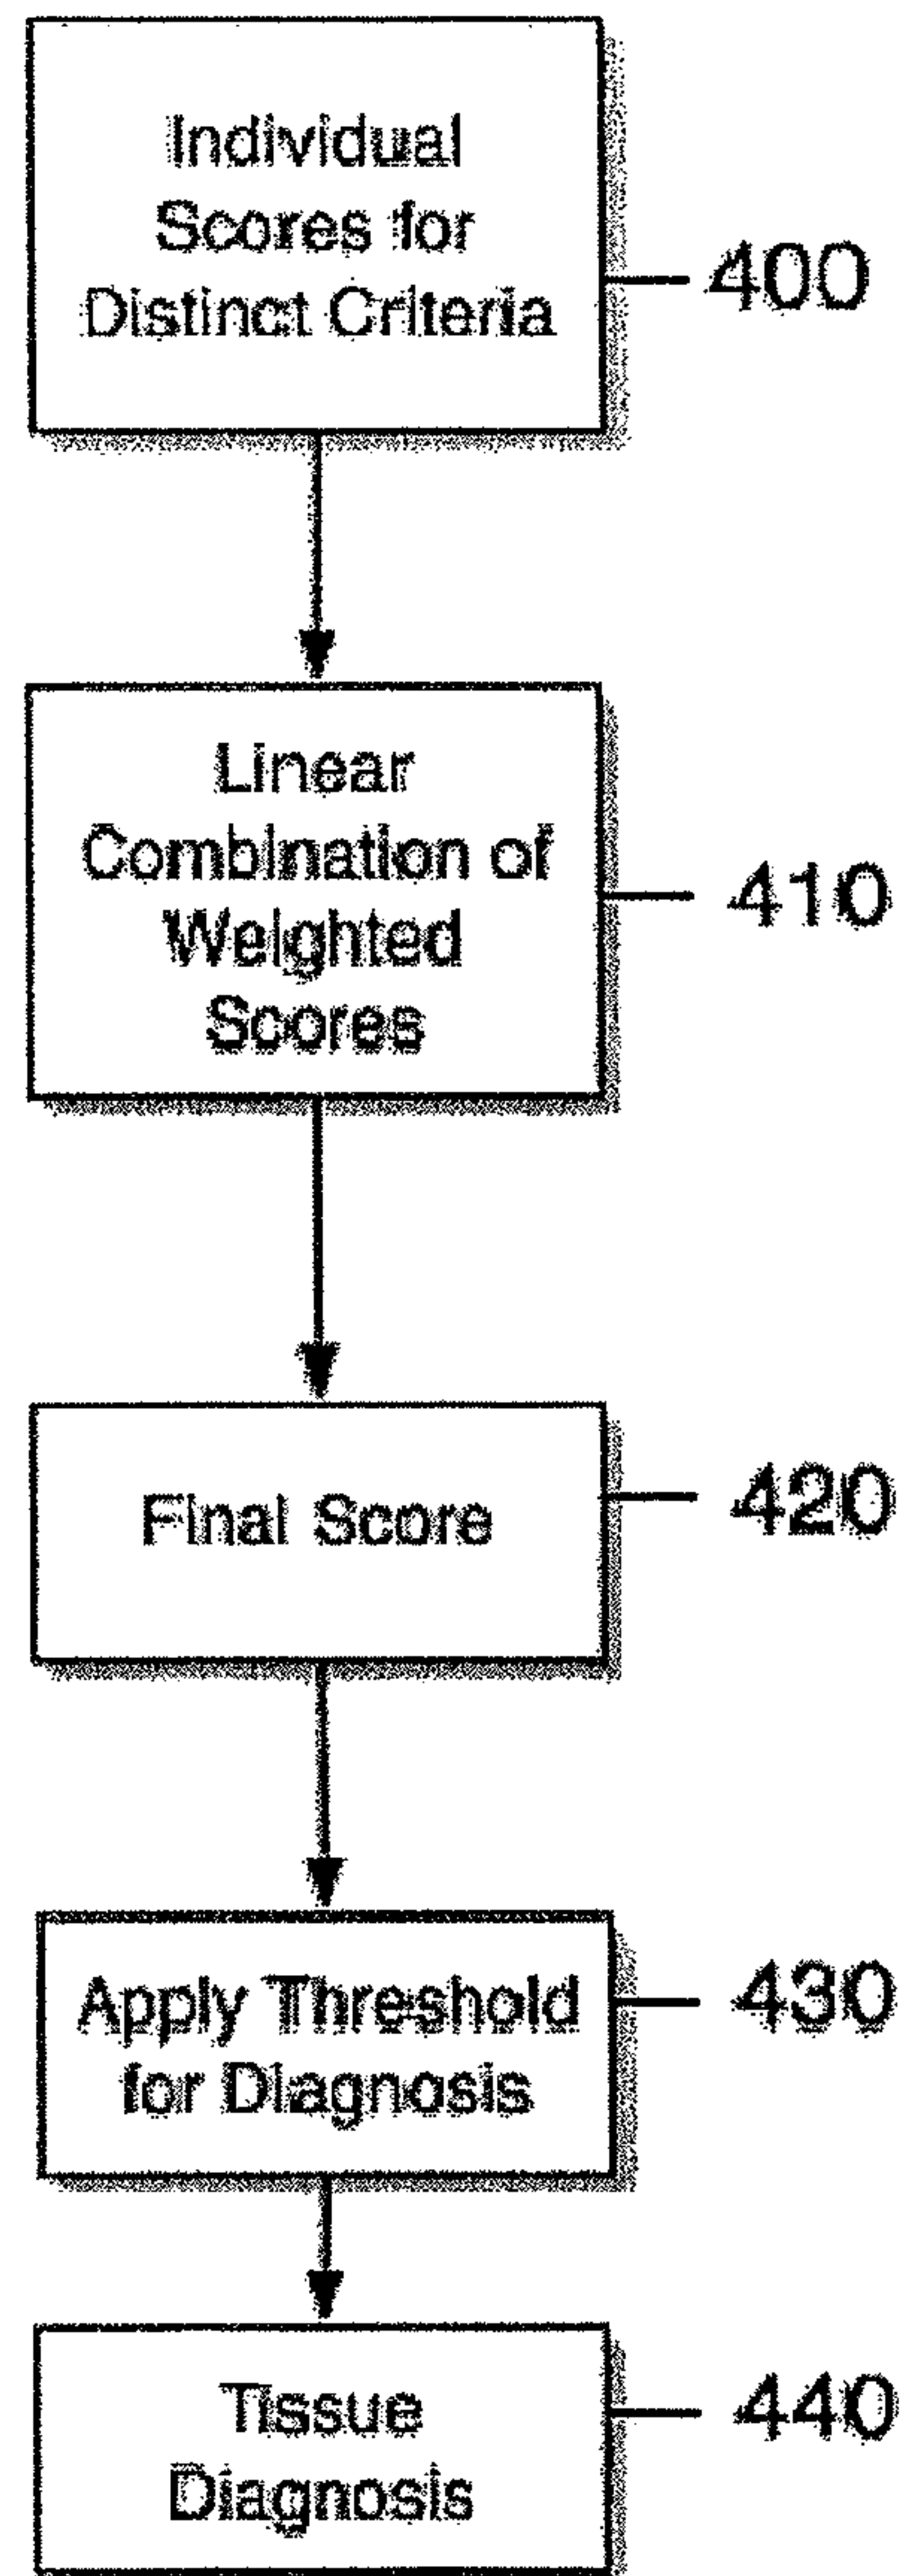 Individual
Scores for
Distinct Criteria
400
Linear
Combination of
Weighted
Scores
410
Final Score
420
Apply Threshold
for Diagnosis
430
Tissue
Diagnosis
440